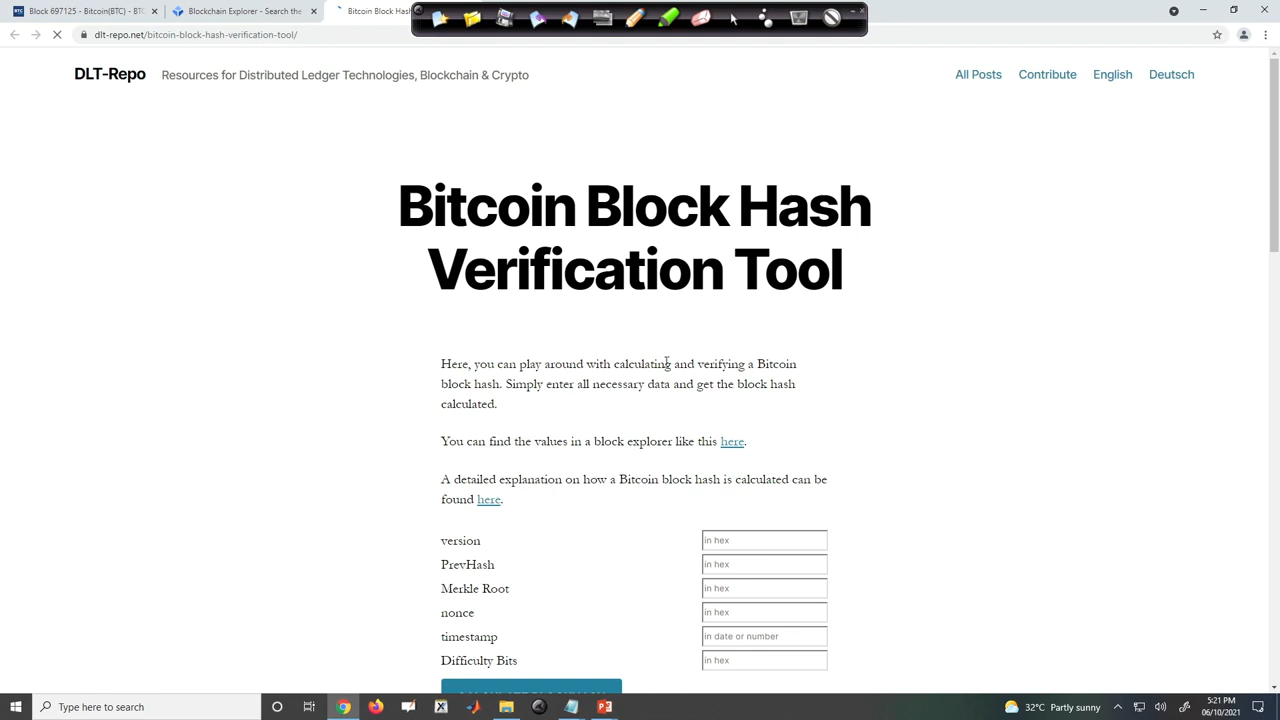 Block 697125 - Bitcoin(BTC) - BT
Blockchain Explorer - Search the
Bitcoin Block Hash
dlt-repo.net/bitcoin-block-hash-verification-tool/
DLT-Repo
Resources for Distributed Ledger Technologies, Blockchain & Crypto
All Posts
Contribute
English
Deutsch
Bitcoin Block Hash
Verification Tool
Here, you can play around with calculating and verifying a Bitcoin
block hash. Simply enter all necessary data and get the block hash
calculated.
You can find the values in a block explorer like this here.
A detailed explanation on how a Bitcoin block hash is calculated can be
found here.
version in hex
PrevHash in hex
Merkle Root in hex
nonce in hex
timestamp in date or number
Difficulty Bits in hex
Type here to search
32°C Partly sunny
5:21 PM
06/10/2021